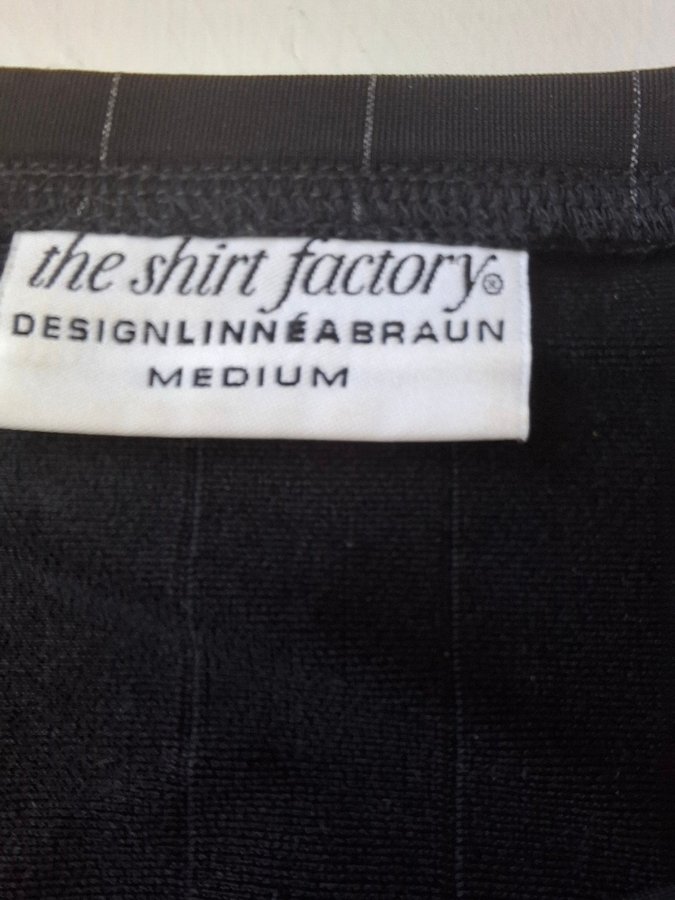 the shirt factory®
DESIGNLINNÉABRAUN
MEDIUM